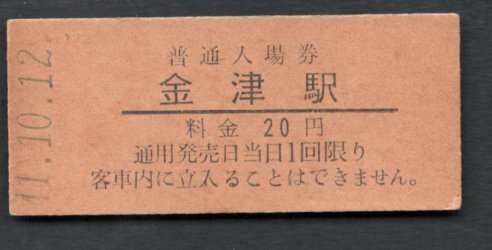 11.10.12.
普通入場券
金津駅
料金 20円
通用発売日当日1回限り
客車内に立入ることはできません。